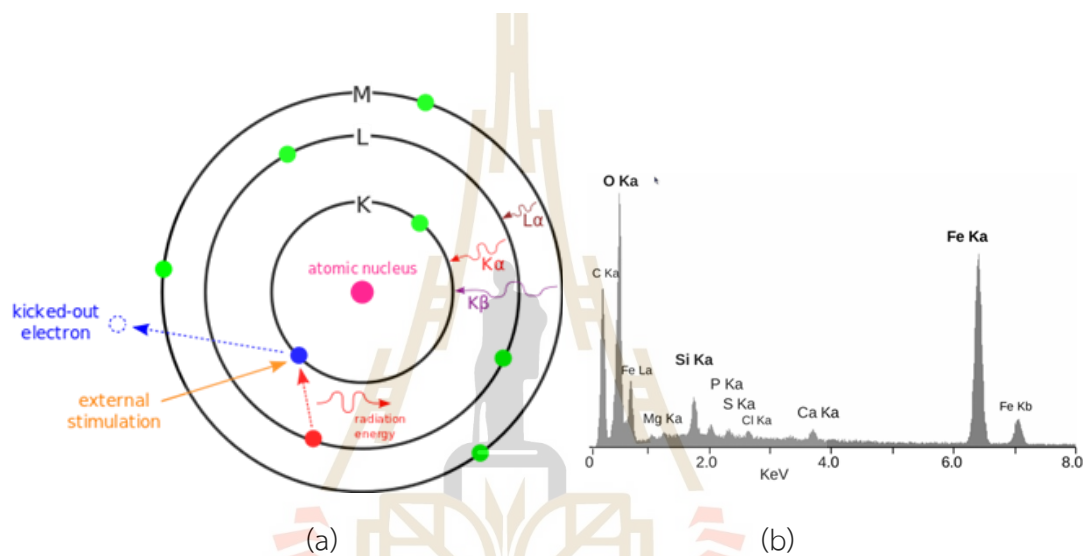 M
L
K
Lα
Kα
atomic nucleus
Kβ
kicked-out
electron
external
stimulation
radiation
energy
(a)
O Ka
Fe Ka
C Ka
Fe La
Si Ka
P Ka
S Ka
Mg Ka
Cl Ka
Ca Ka
Fe Kb
0 2.0 4.0 6.0 8.0
KeV
(b)